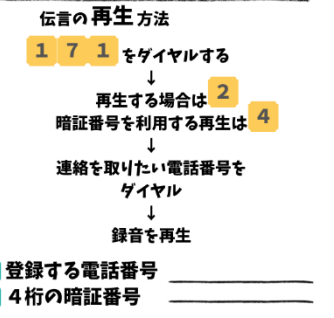 伝言の再生方法
171をダイヤルする
↓
再生する場合は2
暗証番号を利用する再生は4
↓
連絡を取りたい電話番号を
ダイヤル
↓
録音を再生
登録する電話番号
4桁の暗証番号